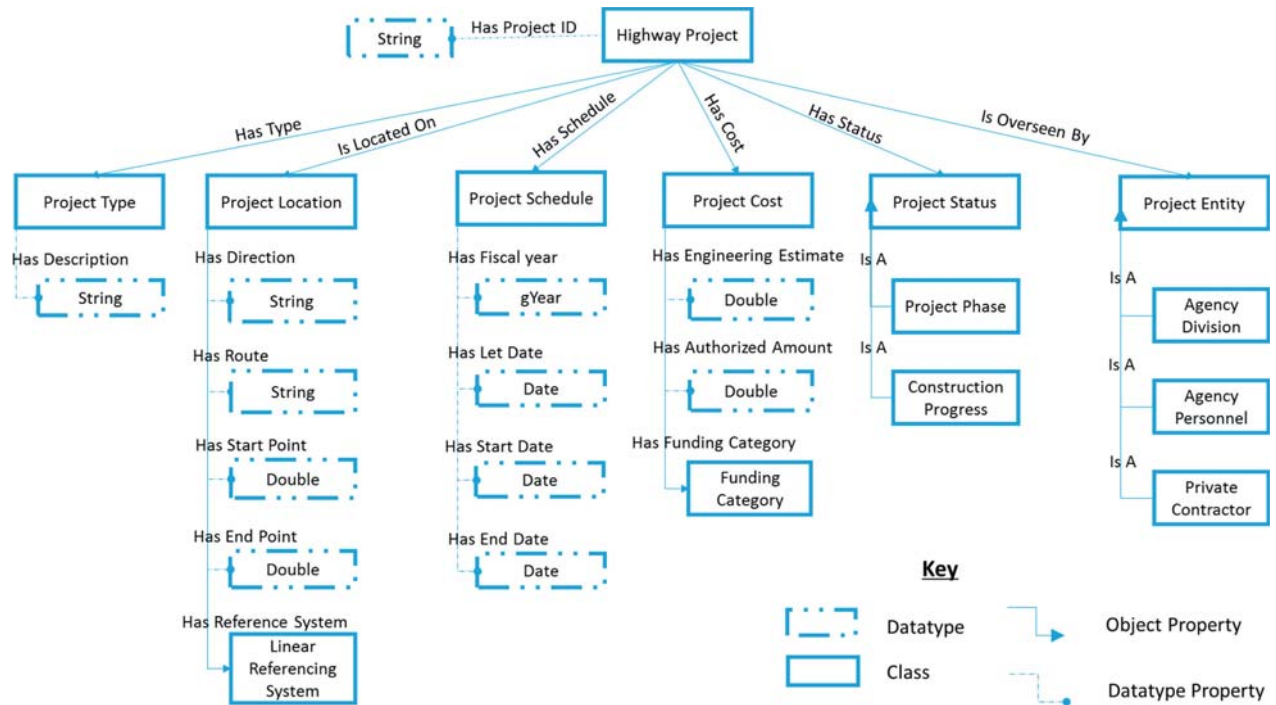 Has Project ID
String
Highway Project
Has Type
Is Located On
Has Schedule
Has Cost
Has Status
Is Overseen By
Project Type
Project Location
Project Schedule
Project Cost
Project Status
Project Entity
Has Description
String
Has Direction
String
Has Route
String
Has Start Point
Double
Has End Point
Double
Has Reference System
Linear
Referencing
System
Has Fiscal year
gYear
Has Let Date
Date
Has Start Date
Date
Has End Date
Date
Has Engineering Estimate
Double
Has Authorized Amount
Double
Has Funding Category
Funding
Category
Is A
Project Phase
Is A
Construction
Progress
Is A
Agency
Division
Is A
Agency
Personnel
Is A
Private
Contractor
Key
Datatype
Object Property
Class
Datatype Property